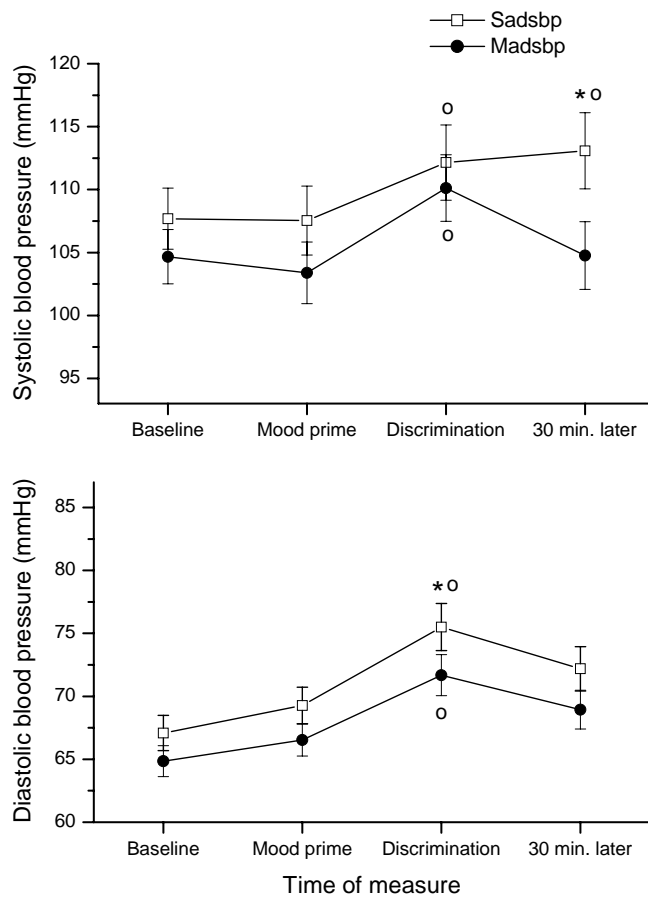 Sadsbp
Madsbp
Systolic blood pressure (mmHg)
120
115
110
105
100
95
o
o
* o
Baseline Mood prime Discrimination 30 min. later
Diastolic blood pressure (mmHg)
85
80
75
70
65
60
* o
o
Baseline Mood prime Discrimination 30 min. later
Time of measure